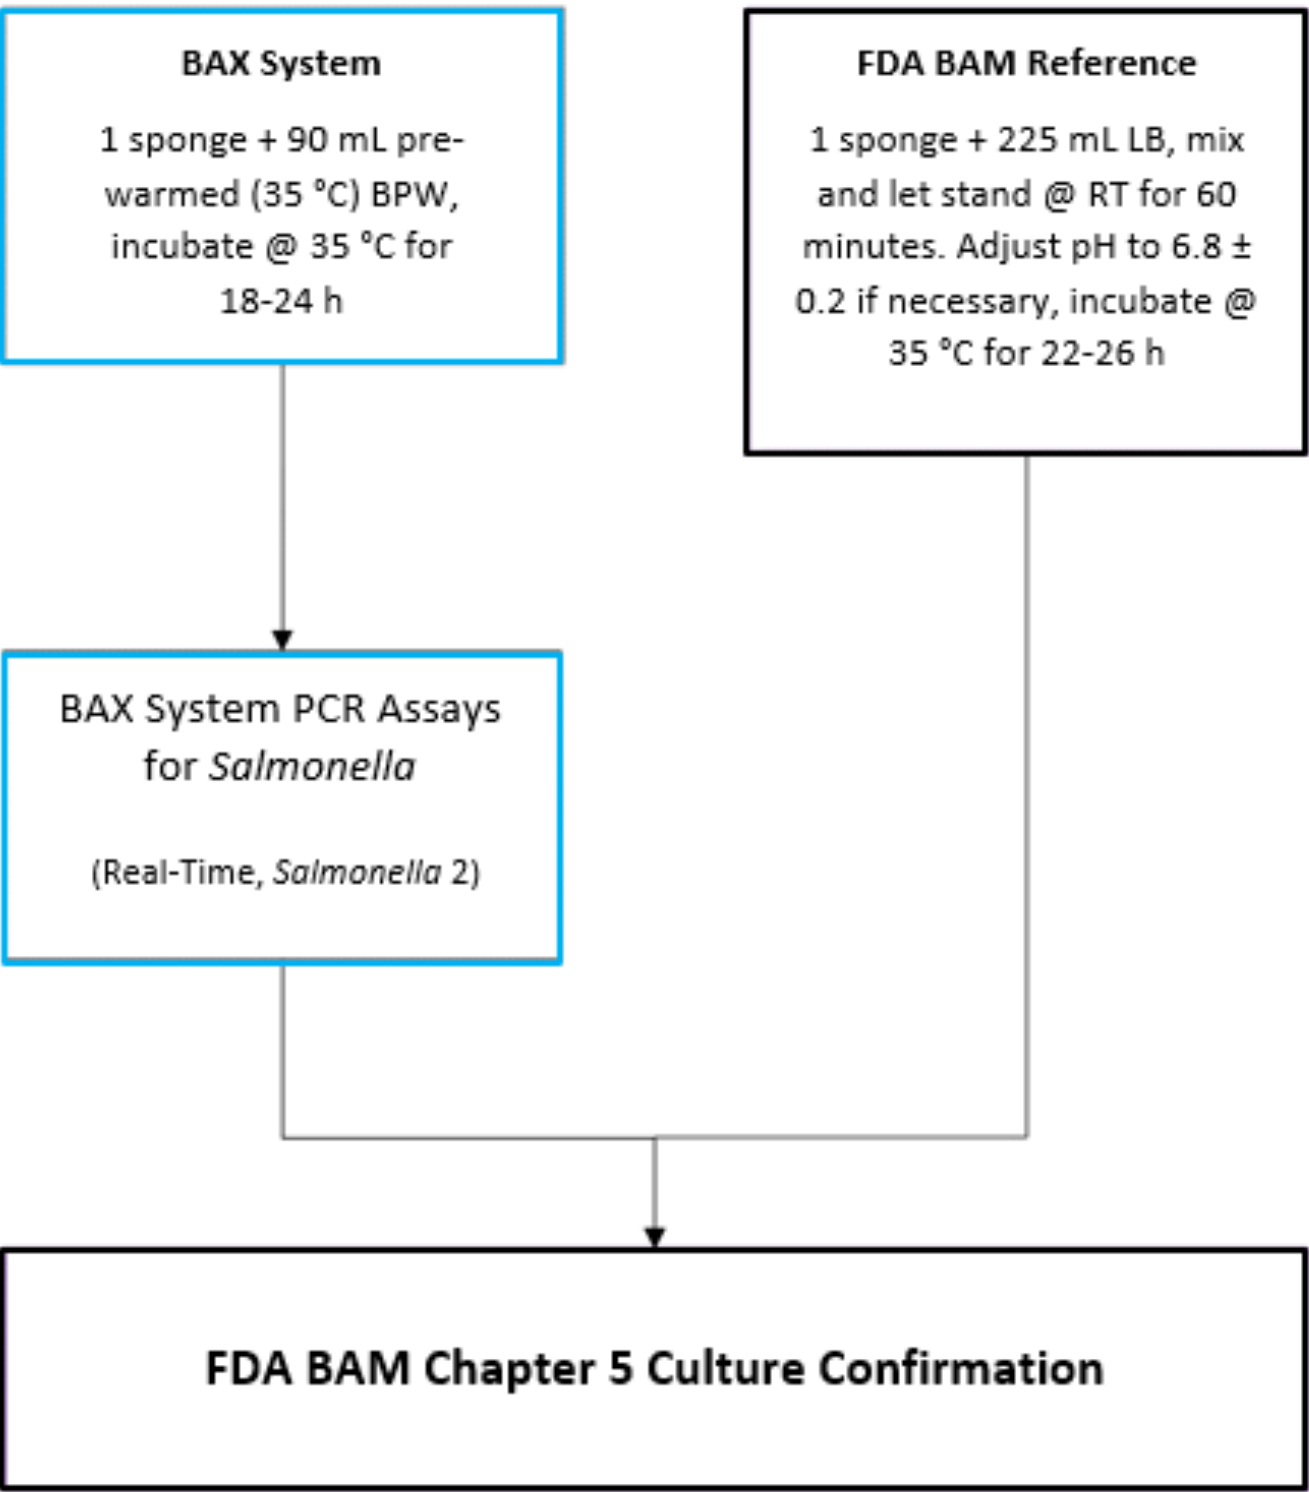 BAX System
1 sponge + 90 mL pre-
warmed (35 °C) BPW,
incubate @ 35 °C for
18-24 h
FDA BAM Reference
1 sponge + 225 mL LB, mix
and let stand @ RT for 60
minutes. Adjust pH to 6.8 ±
0.2 if necessary, incubate @
35 °C for 22-26 h
BAX System PCR Assays
for Salmonella
(Real-Time, Salmonella 2)
FDA BAM Chapter 5 Culture Confirmation